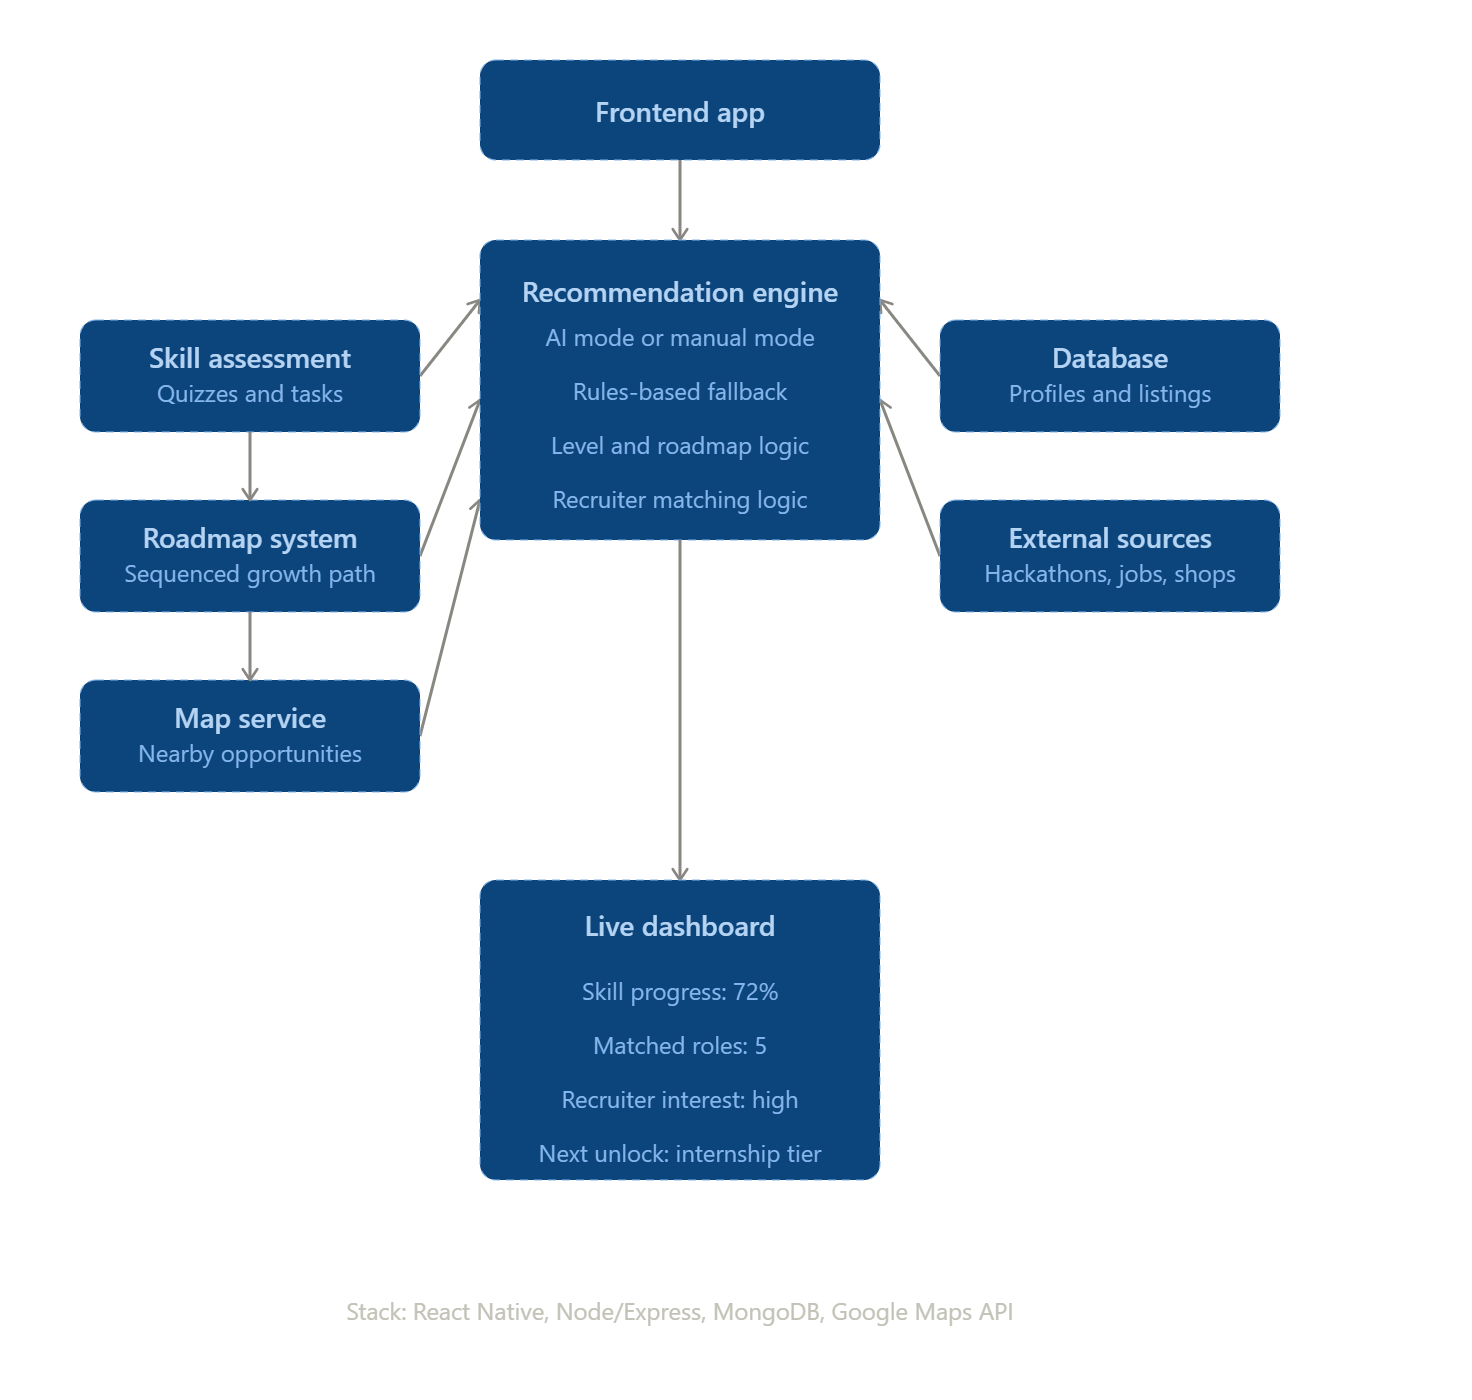 Frontend app
Recommendation engine
AI mode or manual mode
Rules-based fallback
Level and roadmap logic
Recruiter matching logic
Skill assessment
Quizzes and tasks
Roadmap system
Sequenced growth path
Map service
Nearby opportunities
Database
Profiles and listings
External sources
Hackathons, jobs, shops
Live dashboard
Skill progress: 72%
Matched roles: 5
Recruiter interest: high
Next unlock: internship tier
Stack: React Native, Node/Express, MongoDB, Google Maps API